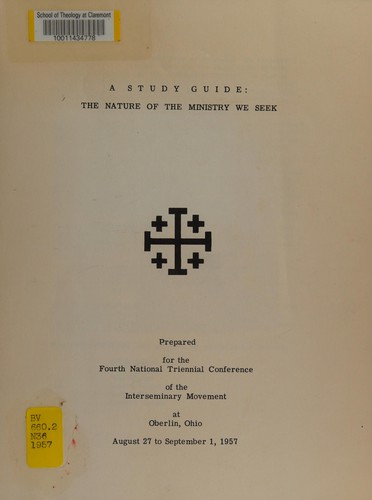 School of Theology at Claremont
10011434776
A STUDY GUIDE:
THE NATURE OF THE MINISTRY WE SEEK
Prepared
for the
Fourth National Triennial Conference
of the
Interseminary Movement
at
Oberlin, Ohio
August 27 to September 1, 1957
BV
660.2
N36
1957